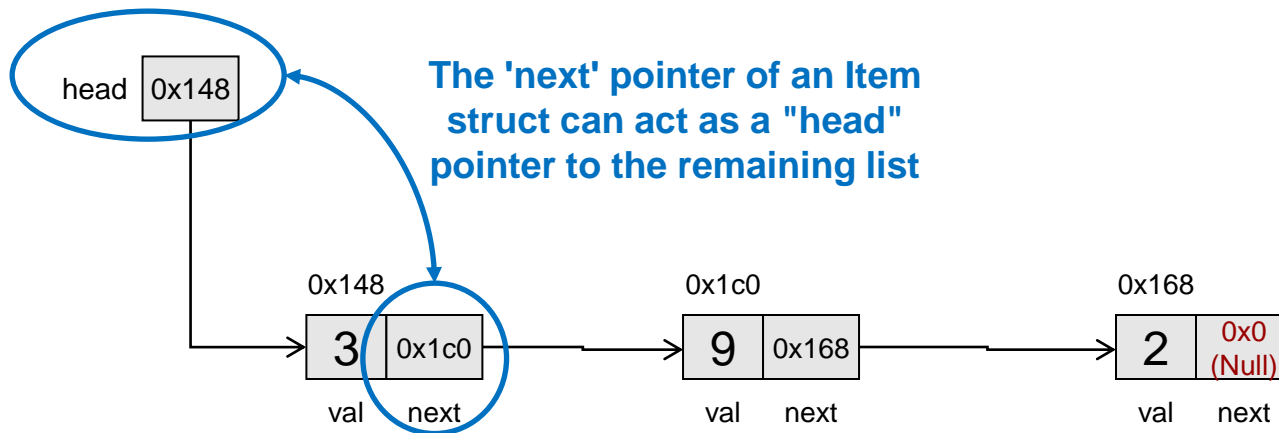 The 'next' pointer of an Item
struct can act as a "head"
pointer to the remaining list
head 0x148
0x148 0x1c0 0x168
3 0x1c0 9 0x168 2 0x0
(Null)
val next val next val next